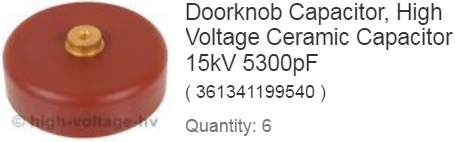 Doorknob Capacitor, High
Voltage Ceramic Capacitor
15kV 5300pF
( 361341199540 )
Quantity: 6
© high-voltage-hv